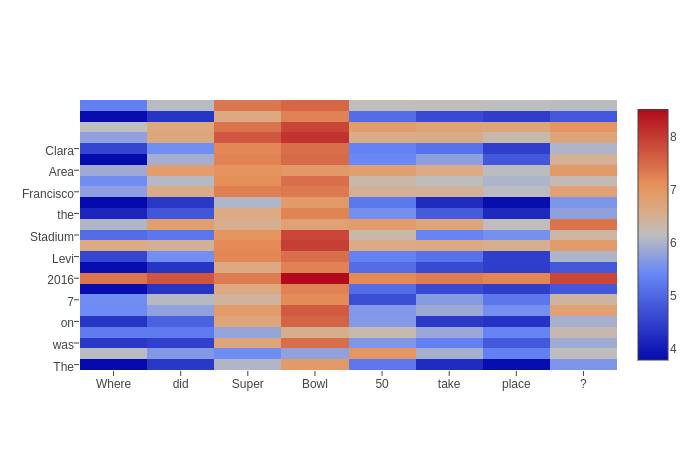 Clara
Area
Francisco
the
Stadium
Levi
2016
7
on
was
The
Where did Super Bowl 50 take place ?
8
7
6
5
4